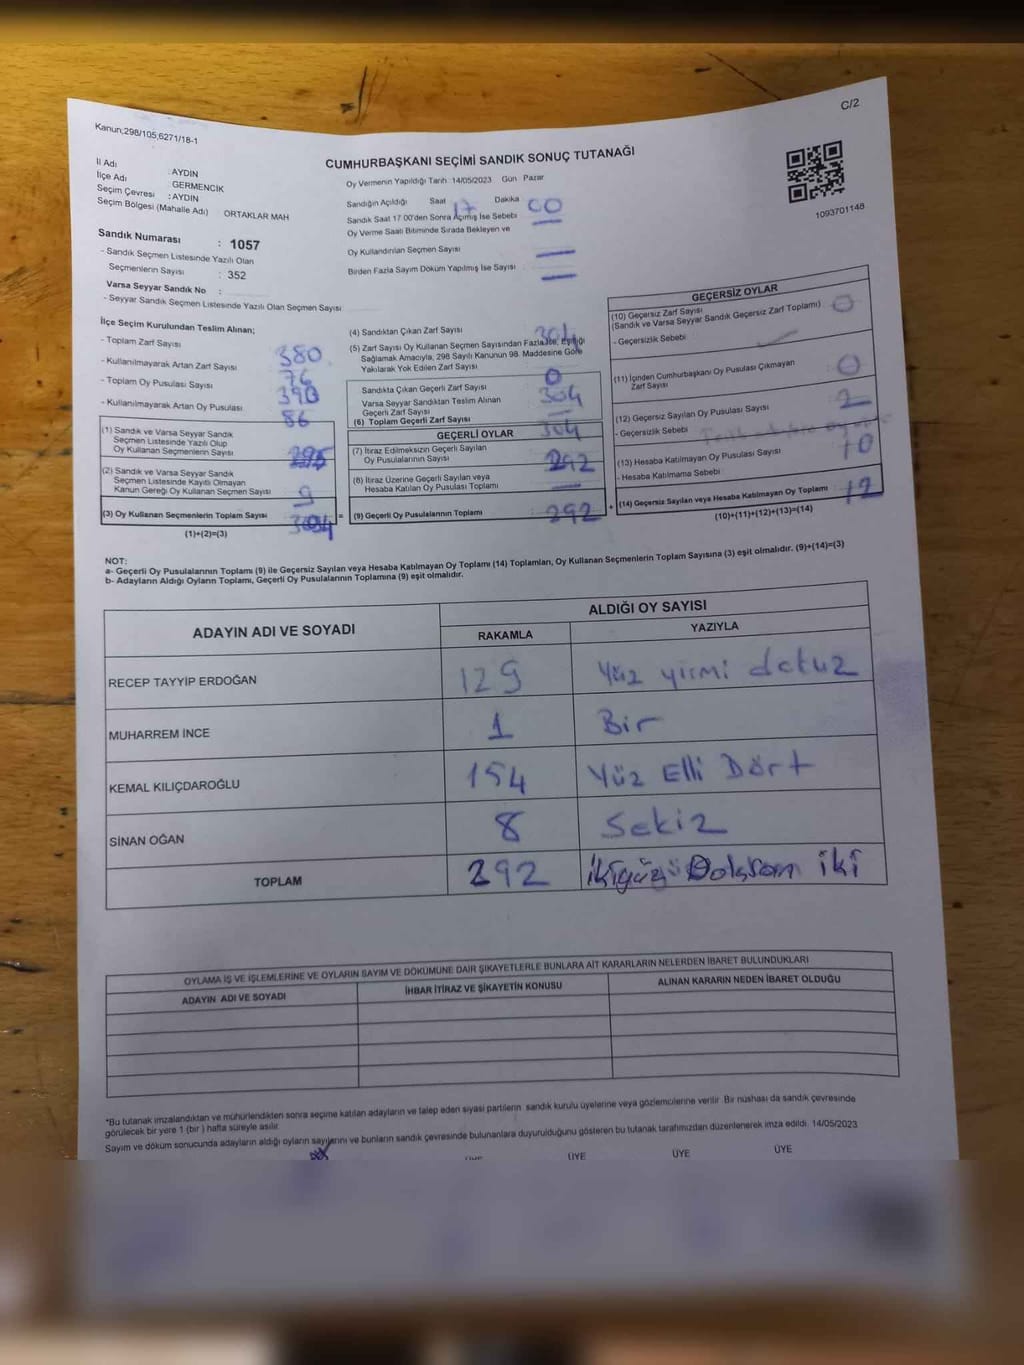 C/2
Kanun;298/105;6271/18-1
CUMHURBAŞKANI SEÇİMİ SANDIK SONUÇ TUTANAĞI
İl Adı : AYDIN
İlçe Adı : GERMENCİK
Seçim Çevresi : AYDIN
Seçim Bölgesi (Mahalle Adı) ORTAKLAR MAH
Sandık Numarası : 1057
- Sandık Seçmen Listesinde Yazılı Olan
Seçmenlerin Sayısı : 352
Varsa Seyyar Sandık No :
- Seyyar Sandık Seçmen Listesinde Yazılı Olan Seçmen Sayısı
Oy Vermenin Yapıldığı Tarih :14/05/2023 Gün Pazar
Sandığın Açıldığı Saat 17 Dakika 00
Sandık Saat 17.00'den Sonra Açılmış İse Sebebi —
Oy Verme Saati Bitiminde Sırada Bekleyen ve
Oy Kullandırılan Seçmen Sayısı —
Birden Fazla Sayım Döküm Yapılmış İse Sayısı —
1093701148
İlçe Seçim Kurulundan Teslim Alınan;
- Toplam Zarf Sayısı 380
- Kullanılmayarak Artan Zarf Sayısı 76
- Toplam Oy Pusulası Sayısı 390
- Kullanılmayarak Artan Oy Pusulası 86
(1) Sandık ve Varsa Seyyar Sandık
Seçmen Listesinde Yazılı Olup
Oy Kullanan Seçmenlerin Sayısı 295
(2) Sandık ve Varsa Seyyar Sandık
Seçmen Listesinde Kayıtlı Olmayan
Kanun Gereği Oy Kullanan Seçmen Sayısı 9
(3) Oy Kullanan Seçmenlerin Toplam Sayısı 304 =
(1)+(2)=(3)
(4) Sandıktan Çıkan Zarf Sayısı 304
(5) Zarf Sayısı Oy Kullanan Seçmen Sayısından Fazla İse, Eşitliği
Sağlamak Amacıyla, 298 Sayılı Kanunun 98. Maddesine Göre
Yakılarak Yok Edilen Zarf Sayısı 0
Sandıkta Çıkan Geçerli Zarf Sayısı 304
Varsa Seyyar Sandıktan Teslim Alınan
Geçerli Zarf Sayısı —
(6) Toplam Geçerli Zarf Sayısı 304
GEÇERLİ OYLAR
(7) İtiraz Edilmeksizin Geçerli Sayılan
Oy Pusulalarının Sayısı 292
(8) İtiraz Üzerine Geçerli Sayılan veya
Hesaba Katılan Oy Pusulası Toplamı —
(9) Geçerli Oy Pusulalarının Toplamı 292 +
GEÇERSİZ OYLAR
(10) Geçersiz Zarf Sayısı
(Sandık ve Varsa Seyyar Sandık Geçersiz Zarf Toplamı) 0
- Geçersizlik Sebebi
(11) İçinden Cumhurbaşkanı Oy Pusulası Çıkmayan
Zarf Sayısı 0
(12) Geçersiz Sayılan Oy Pusulası Sayısı 2
- Geçersizlik Sebebi
(13) Hesaba Katılmayan Oy Pusulası Sayısı 10
- Hesaba Katılmama Sebebi
(14) Geçersiz Sayılan veya Hesaba Katılmayan Oy Toplamı 12
(10)+(11)+(12)+(13)=(14)
NOT:
a- Geçerli Oy Pusulalarının Toplamı (9) ile Geçersiz Sayılan veya Hesaba Katılmayan Oy Toplamı (14) Toplamları, Oy Kullanan Seçmenlerin Toplam Sayısına (3) eşit olmalıdır. (9)+(14)=(3)
b- Adayların Aldığı Oyların Toplamı, Geçerli Oy Pusulalarının Toplamına (9) eşit olmalıdır.
ADAYIN ADI VE SOYADI
ALDIĞI OY SAYISI
RAKAMLA YAZIYLA
RECEP TAYYİP ERDOĞAN 129 Yüz yirmi dokuz
MUHARREM İNCE 1 Bir
KEMAL KILIÇDAROĞLU 154 Yüz Elli Dört
SİNAN OĞAN 8 Sekiz
TOPLAM 292 İkiyüz Doksan iki
OYLAMA İŞ VE İŞLEMLERİNE VE OYLARIN SAYIM VE DÖKÜMÜNE DAİR ŞİKAYETLERLE BUNLARA AİT KARARLARIN NELERDEN İBARET BULUNDUKLARI
ADAYIN ADI VE SOYADI İHBAR İTİRAZ VE ŞİKAYETİN KONUSU ALINAN KARARIN NEDEN İBARET OLDUĞU
*Bu tutanak imzalandıktan ve mühürlendikten sonra seçime katılan adayların ve talep eden siyasi partilerin sandık kurulu üyelerine veya gözlemcilerine verilir. Bir nüshası da sandık çevresinde
görülecek bir yere 1 (bir) hafta süreyle asılır.
Sayım ve döküm sonucunda adayların aldığı oyların sayılarını ve bunların sandık çevresinde bulunanlara duyurulduğunu gösteren bu tutanak tarafımızdan düzenlenerek imza edildi. 14/05/2023
ÜYE ÜYE ÜYE